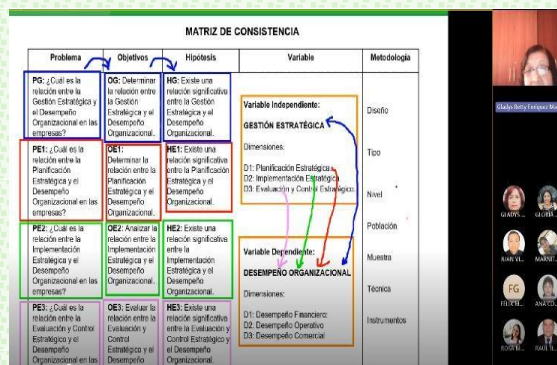 MATRIZ DE CONSISTENCIA
Problema
Objetivos
Hipótesis
Variable
Metodología
PG: ¿Cuál es la
relación entre la
Gestión Estratégica y
el Desempeño
Organizacional en las
empresas?
OG: Determinar
la relación entre
la Gestión
Estratégica y el
Desempeño
Organizacional.
HG: Existe una
relación significativa
entre la Gestión
Estratégica y el
Desempeño
Organizacional.
PE1: ¿Cuál es la
relación entre la
Planificación
Estratégica y el
Desempeño
Organizacional en las
empresas?
OE1:
Determinar la
relación entre la
Planificación
Estratégica y el
Desempeño
Organizacional.
HE1: Existe una
relación significativa
entre la Planificación
Estratégica y el
Desempeño
Organizacional.
PE2: ¿Cuál es la
relación entre la
Implementación
Estratégica y el
Desempeño
Organizacional en las
empresas?
OE2: Analizar la
relación entre la
Implementación
Estratégica y el
Desempeño
Organizacional.
HE2: Existe una
relación significativa
entre la
Implementación
Estratégica y el
Desempeño
Organizacional.
PE3: ¿Cuál es la
relación entre la
Evaluación y Control
Estratégico y el
Desempeño
Organizacional en las
OE3: Evaluar la
relación entre la
Evaluación y
Control
Estratégico y el
Desempeño
HE3: Existe una
relación significativa
entre la Evaluación y
Control Estratégico y
el Desempeño
Organizacional.
Variable Independiente:
GESTIÓN ESTRATÉGICA
Dimensiones:
D1: Planificación Estratégica
D2: Implementación Estratégica
D3: Evaluación y Control Estratégico.
Variable Dependiente:
DESEMPEÑO ORGANIZACIONAL
Dimensiones:
D1: Desempeño Financiero:
D2: Desempeño Operativo
D3: Desempeño Comercial
Diseño
Tipo
Nivel
Población
Muestra
Técnica
Instrumentos
Gladys Betty Enriquez
GLADYS
GLORIA
JUAN
FG
ANA CO...
ROSA
RAUL